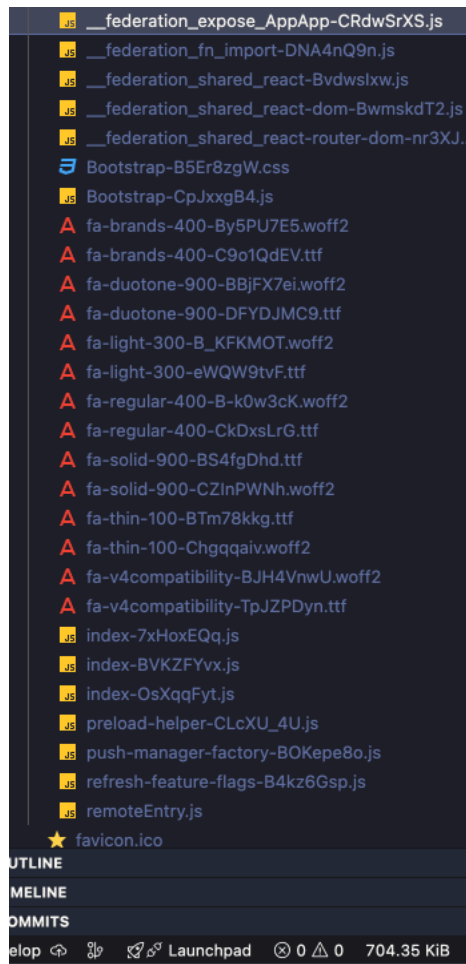 __federation_expose_AppApp-CRdwSrXS.js
__federation_fn_import-DNA4nQ9n.js
__federation_shared_react-BvdwsIxw.js
__federation_shared_react-dom-BwmskdT2.js
__federation_shared_react-router-dom-nr3XJ.
Bootstrap-B5Er8zgW.css
Bootstrap-CpJxxgB4.js
fa-brands-400-By5PU7E5.woff2
fa-brands-400-C9o1QdEV.ttf
fa-duotone-900-BBjFX7ei.woff2
fa-duotone-900-DFYDJMC9.ttf
fa-light-300-B_KFKMOT.woff2
fa-light-300-eWQW9tvF.ttf
fa-regular-400-B-k0w3cK.woff2
fa-regular-400-CkDxsLrG.ttf
fa-solid-900-BS4fgDhd.ttf
fa-solid-900-CZInPWNh.woff2
fa-thin-100-BTm78kkg.ttf
fa-thin-100-Chgqqaiv.woff2
fa-v4compatibility-BJH4VnwU.woff2
fa-v4compatibility-TpJZPDyn.ttf
index-7xHoxEQq.js
index-BVKZFYvx.js
index-OsXqqFyt.js
preload-helper-CLcXU_4U.js
push-manager-factory-BOKepe8o.js
refresh-feature-flags-B4kz6Gsp.js
remoteEntry.js
favicon.ico
UTLINE
MELINE
OMMITS
elop Launchpad 0 0 704.35 KiB